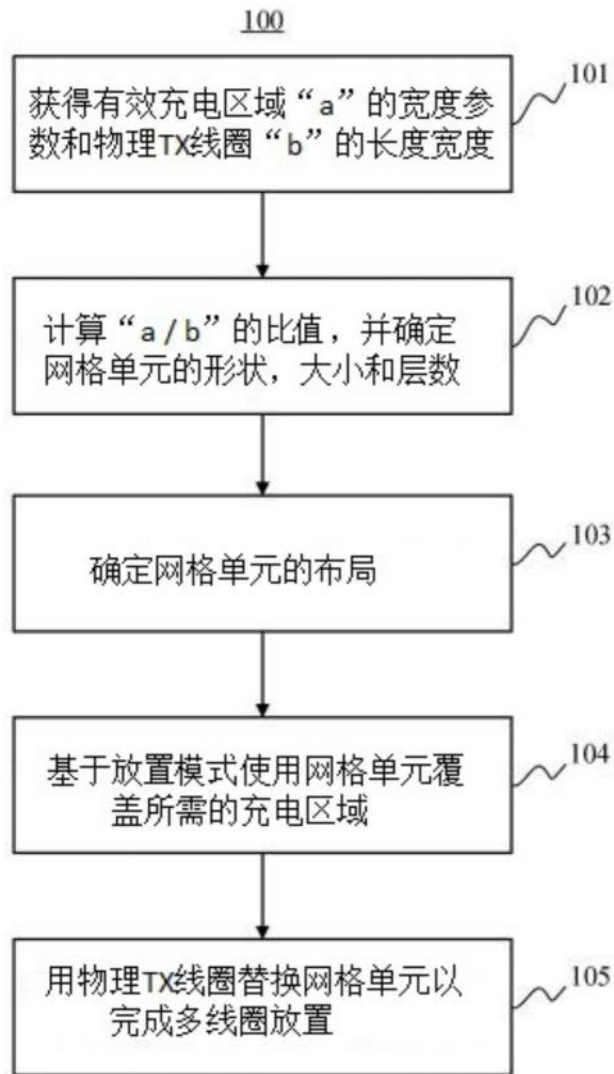 100
101
获得有效充电区域“a”的宽度参
数和物理TX线圈“b”的长度宽度
102
计算“a/b”的比值，并确定
网格单元的形状，大小和层数
103
确定网格单元的布局
104
基于放置模式使用网格单元覆
盖所需的充电区域
105
用物理TX线圈替换网格单元以
完成多线圈放置